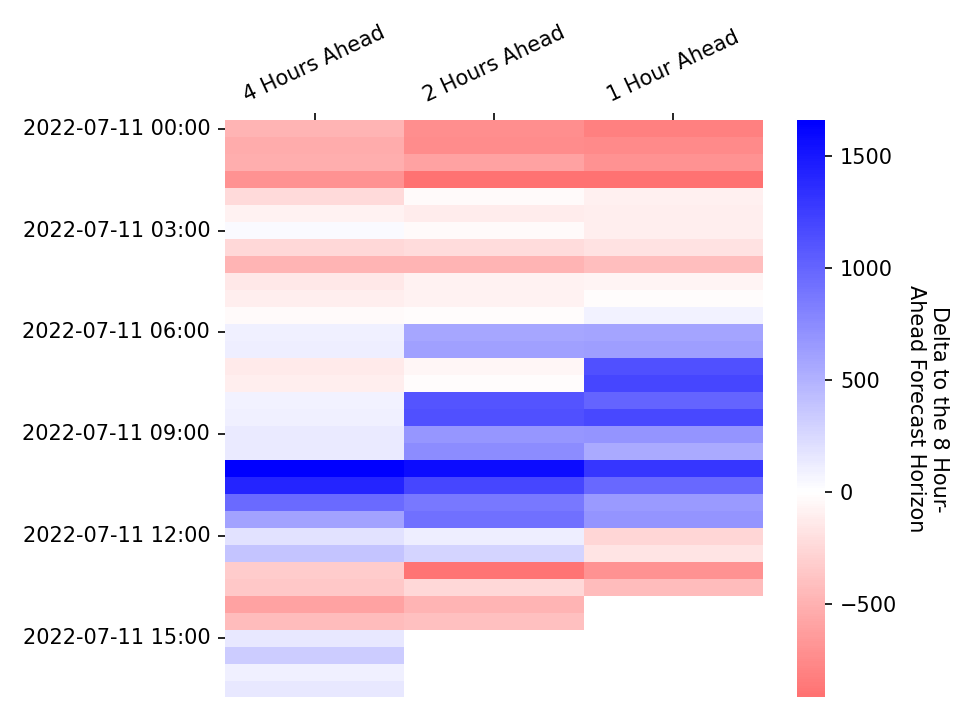 4 Hours Ahead
2 Hours Ahead
1 Hour Ahead
2022-07-11 00:00
2022-07-11 03:00
2022-07-11 06:00
2022-07-11 09:00
2022-07-11 12:00
2022-07-11 15:00
1500
1000
500
0
−500
Delta to the 8 Hour-
Ahead Forecast Horizon